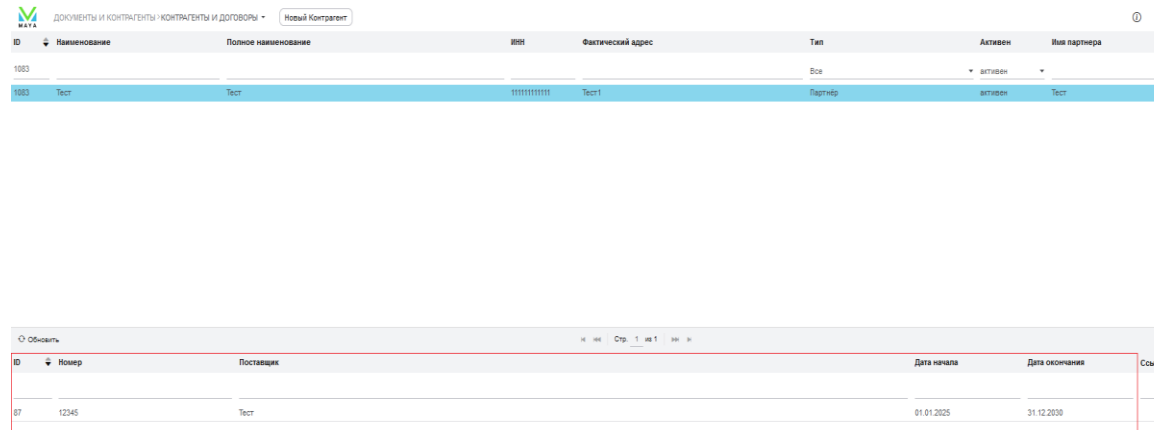 MAYA
ДОКУМЕНТЫ И КОНТРАГЕНТЫ > КОНТРАГЕНТЫ И ДОГОВОРЫ Новый Контрагент
ID Наименование Полное наименование ИНН Фактический адрес Тип Активен Имя партнера
1083 Все активен
1083 Тест Тест 111111111111 Тест1 Партнёр активен Тест
Обновить Стр. 1 из 1
ID Номер Поставщик Дата начала Дата окончания Ссы
87 12345 Тест 01.01.2025 31.12.2030